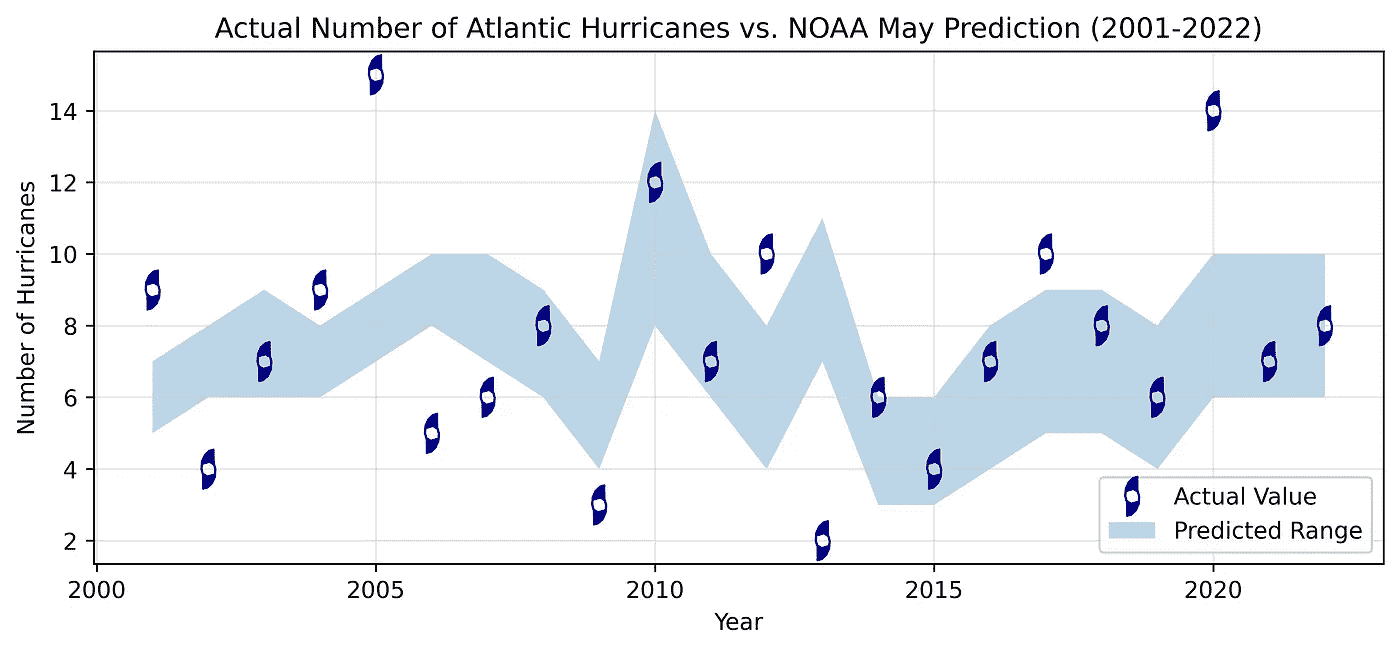 Actual Number of Atlantic Hurricanes vs. NOAA May Prediction (2001-2022)
Number of Hurricanes
14
12
10
8
6
4
2
Actual Value
Predicted Range
2000 2005 2010 2015 2020
Year